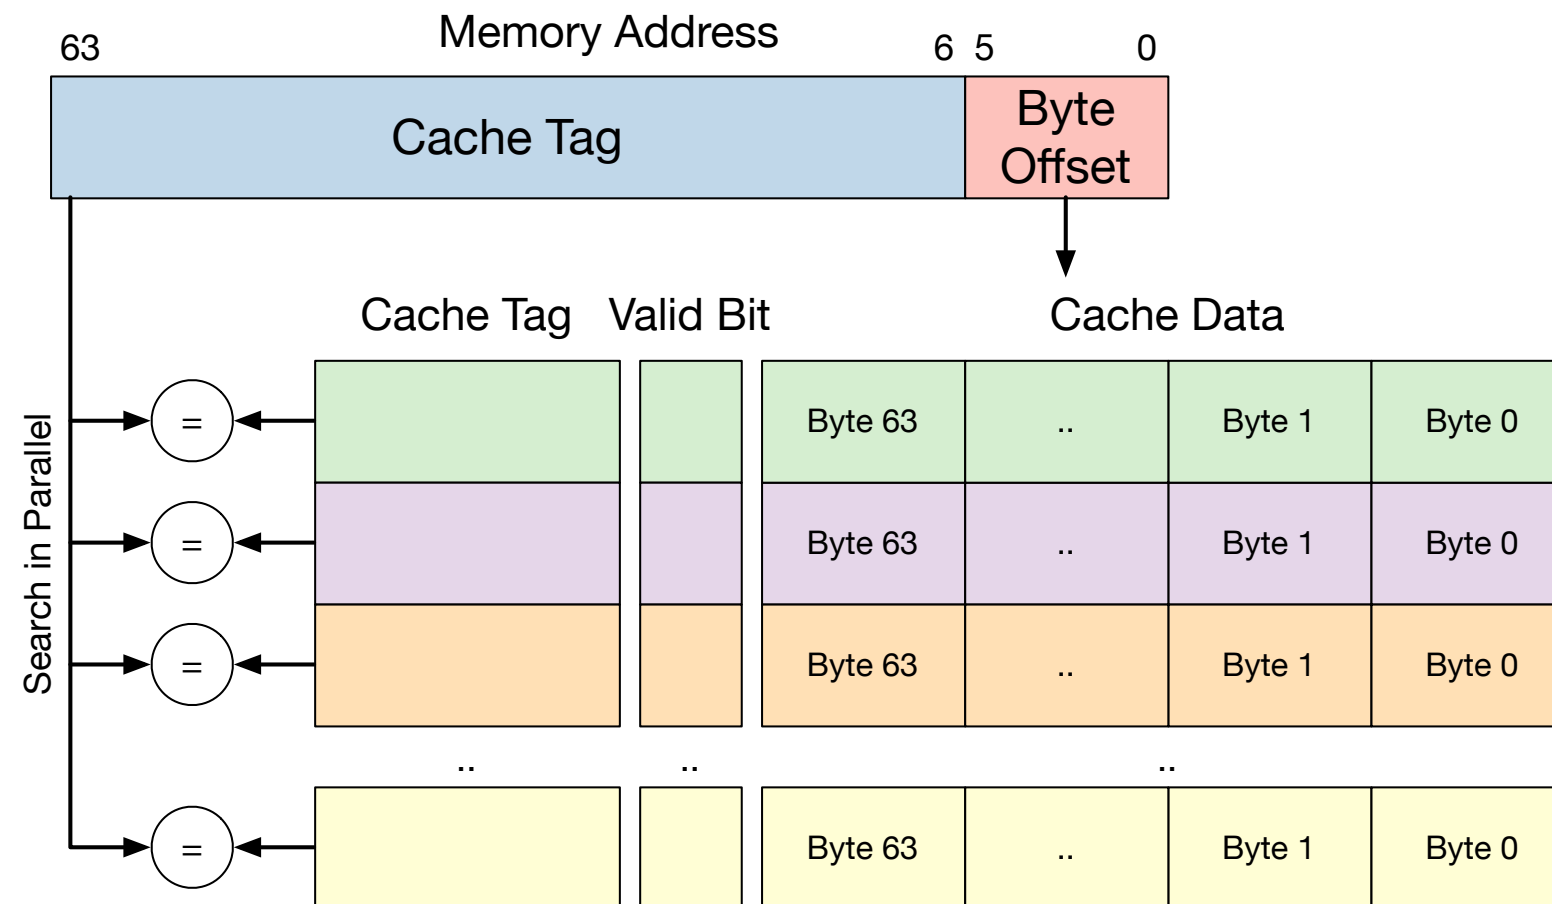 Memory Address
63 6 5 0
Cache Tag
Byte
Offset
Cache Tag Valid Bit Cache Data
Search in Parallel
= Byte 63 .. Byte 1 Byte 0
= Byte 63 .. Byte 1 Byte 0
= Byte 63 .. Byte 1 Byte 0
.. .. ..
= Byte 63 .. Byte 1 Byte 0